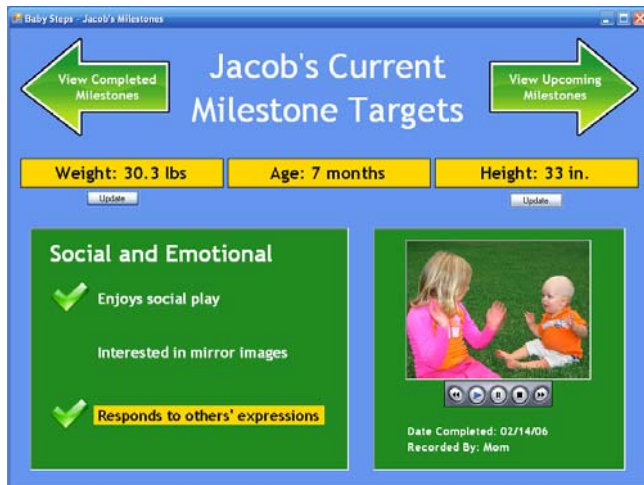 Baby Steps - Jacob's Milestones
View Completed
Milestones
Jacob's Current
Milestone Targets
View Upcoming
Milestones
Weight: 30.3 lbs
Age: 7 months
Height: 33 in.
Update
Update
Social and Emotional
Enjoys social play
Interested in mirror images
Responds to others' expressions
Date Completed: 02/14/06
Recorded By: Mom